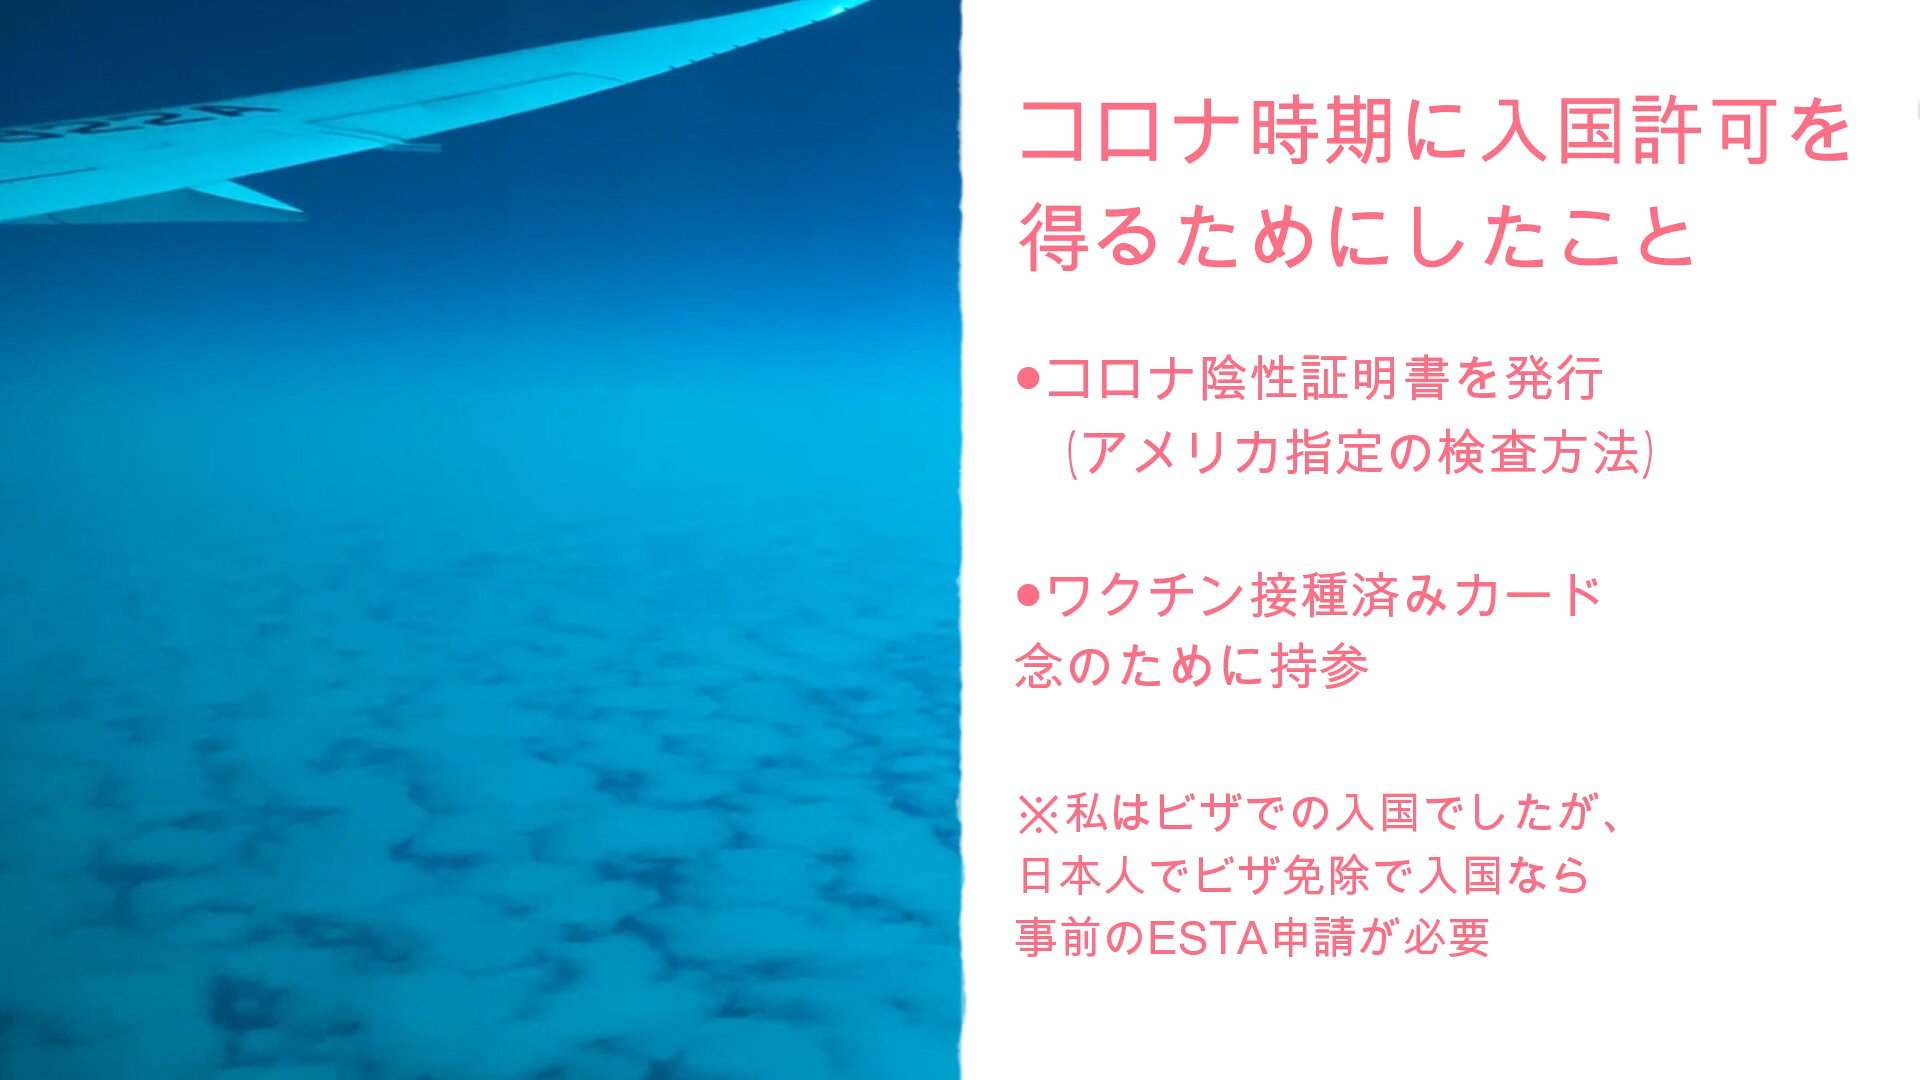 コロナ時期に入国許可を
得るためにしたこと
●コロナ陰性証明書を発行
(アメリカ指定の検査方法)
●ワクチン接種済みカード
念のために持参
※私はビザでの入国でしたが、
日本人でビザ免除で入国なら
事前のESTA申請が必要